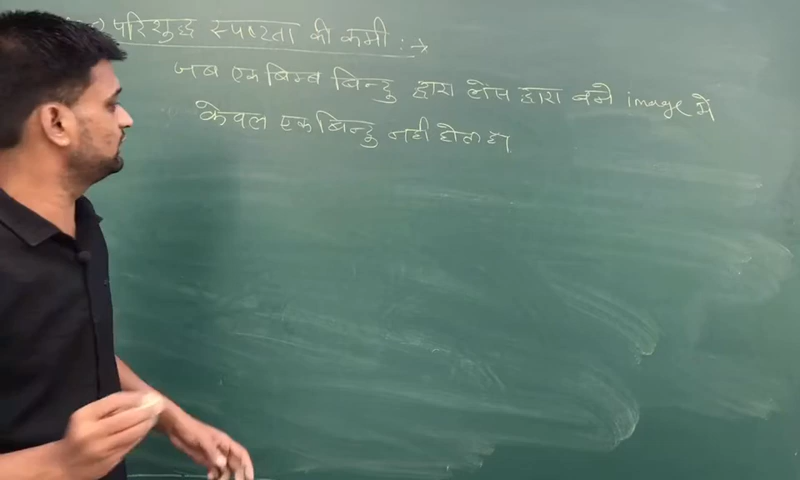 परिशुद्ध स्पष्टता की कमी :→
जब एक बिम्ब बिन्दु द्वारा लेंस द्वारा बने image में
केवल एक बिन्दु नही होता है।